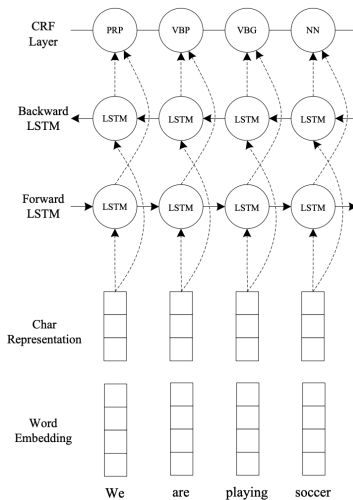 CRF Layer PRP VBP VBG NN
Backward LSTM LSTM LSTM LSTM LSTM
Forward LSTM LSTM LSTM LSTM LSTM
Char Representation
Word Embedding
We are playing soccer